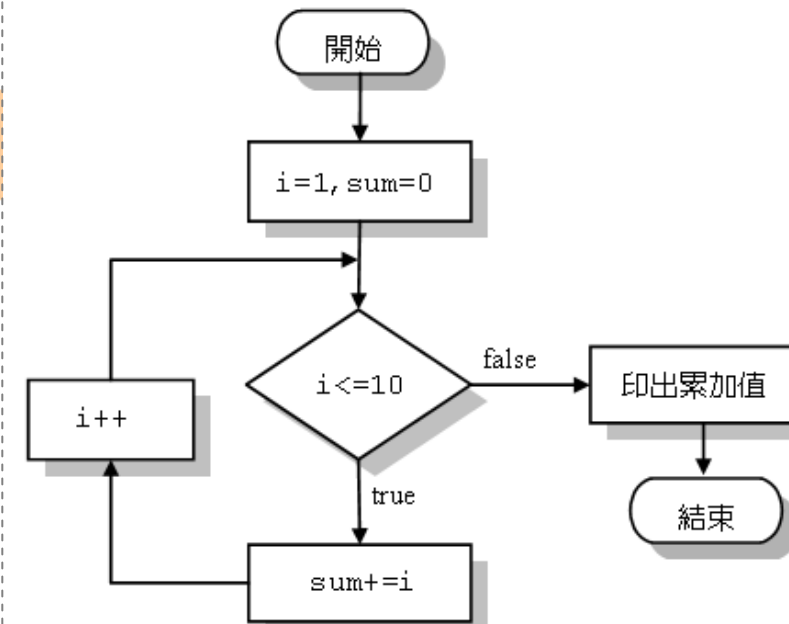 開始
i=1,sum=0
i<=10
false
印出累加值
i++
true
結束
sum+=i